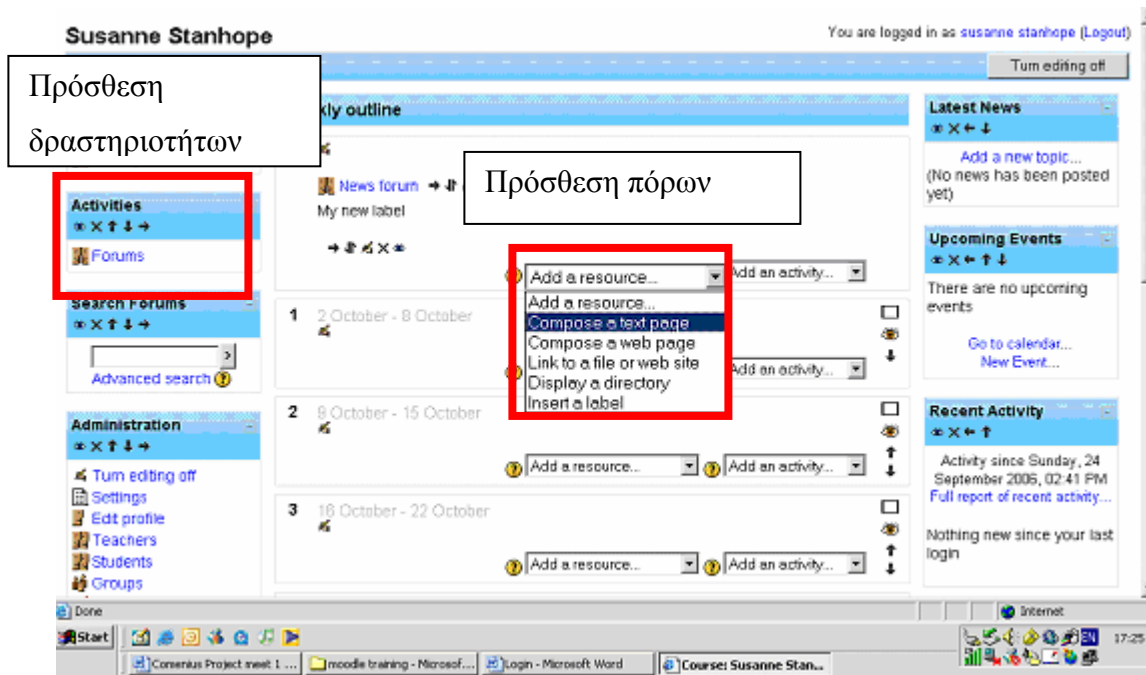 Susanne Stanhope
You are logged in as susanne stanhope (Logout)
Turn editing off
Πρόσθεση
δραστηριοτήτων
kly outline
Latest News
Add a new topic...
(No news has been posted
yet)
News forum
My new label
Πρόσθεση πόρων
Activities
Forums
Upcoming Events
There are no upcoming
events
Go to calendar...
New Event...
Add a resource...
Add an activity...
Add a resource...
Compose a text page
Compose a web page
Link to a file or web site
Display a directory
Insert a label
Search Forums
Advanced search
1 2 October - 8 October
Add an activity...
2 9 October - 15 October
Add a resource...
Add an activity...
3 16 October - 22 October
Add a resource...
Add an activity...
Administration
Turn editing off
Settings
Edit profile
Teachers
Students
Groups
Recent Activity
Activity since Sunday, 24
September 2006, 02:41 PM
Full report of recent activity...
Nothing new since your last
login
Done
Internet
Start
EN
17:25
Comenius Project meet 1 ...
moodle training - Microsof...
Login - Microsoft Word
Course: Susanne Stan...